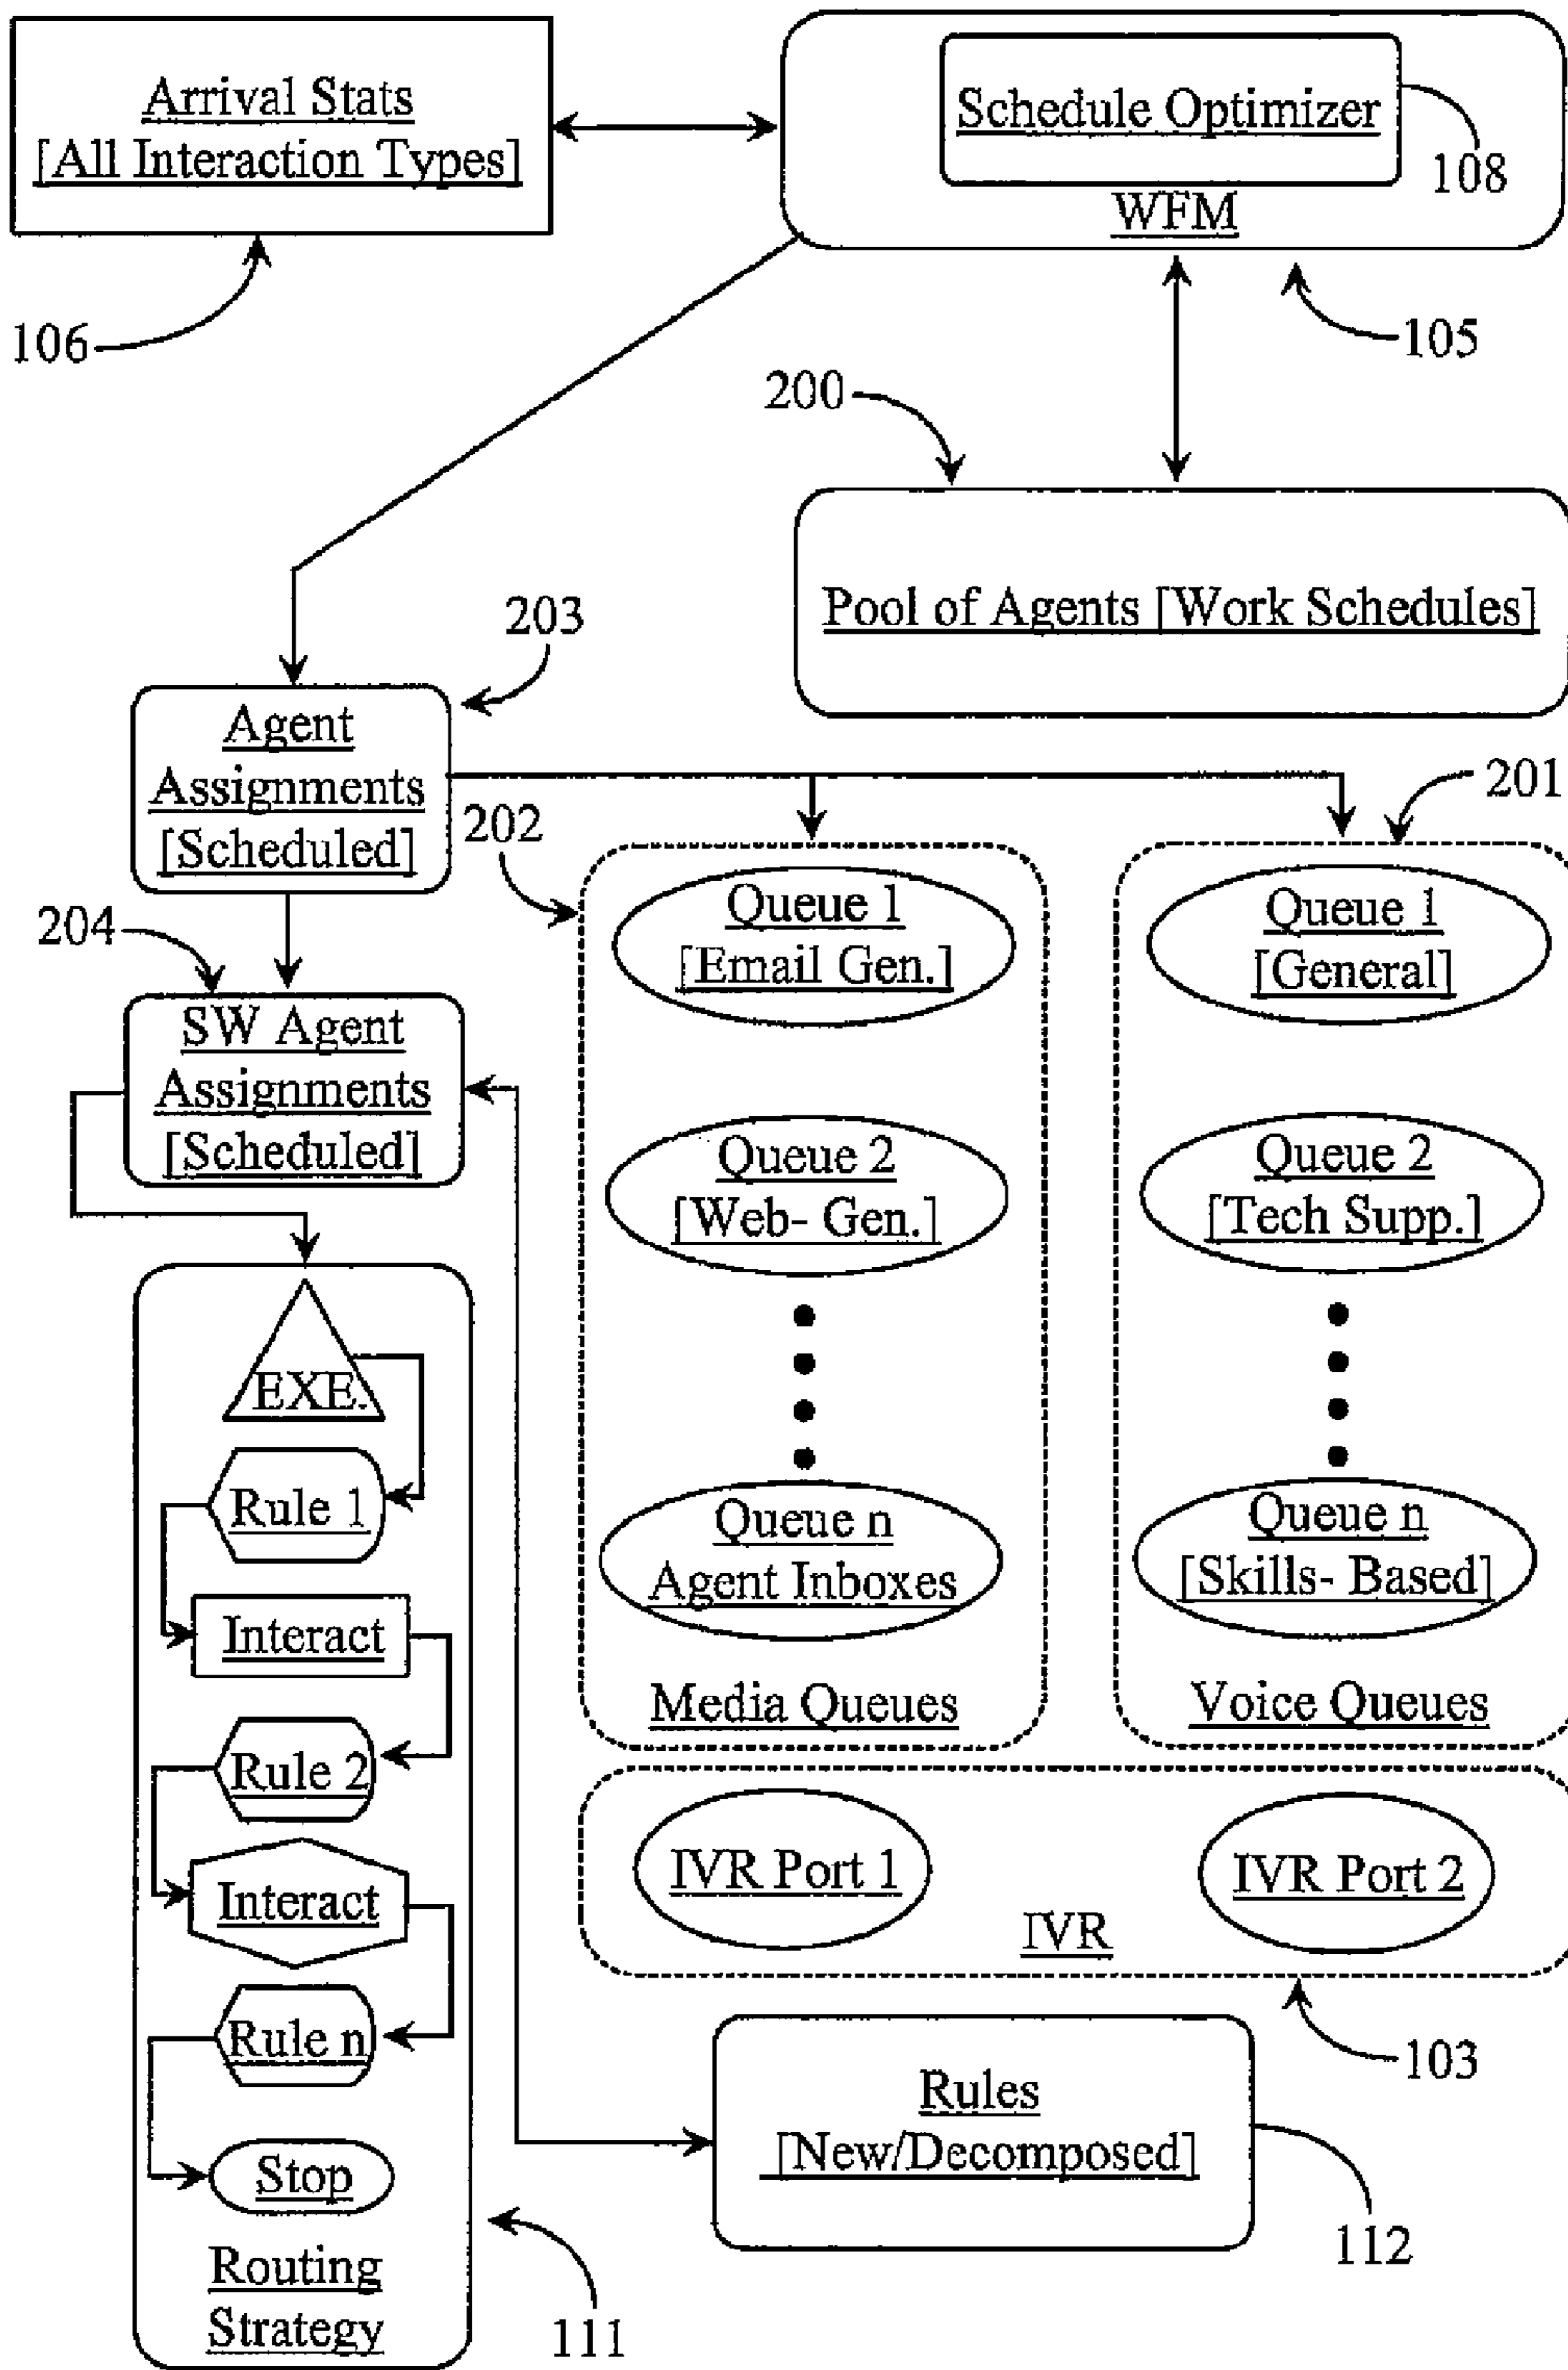 Arrival Stats
[All Interaction Types]
Schedule Optimizer
108
WFM
106
105
200
Pool of Agents [Work Schedules]
203
Agent
Assignments
[Scheduled]
201
202
204
SW Agent
Assignments
[Scheduled]
Queue 1
[Email Gen.]
Queue 2
[Web- Gen.]
Queue n
Agent Inboxes
Media Queues
Queue 1
[General]
Queue 2
[Tech Supp.]
Queue n
[Skills- Based]
Voice Queues
EXE.
Rule 1
Interact
Rule 2
Interact
Rule n
Stop
Routing
Strategy
111
IVR Port 1
IVR Port 2
IVR
103
Rules
[New/Decomposed]
112